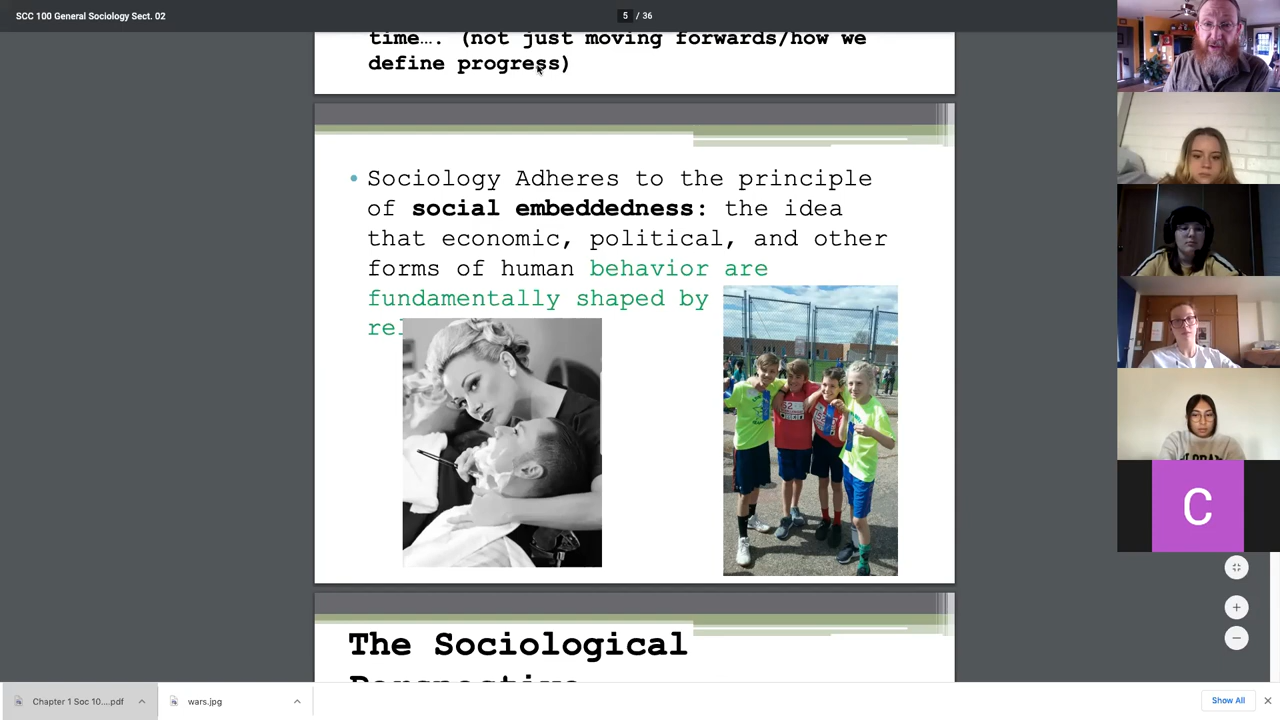 SCC 100 General Sociology Sect. 02
5 / 36
time…. (not just moving forwards/how we
define progress)
• Sociology Adheres to the principle
of social embeddedness: the idea
that economic, political, and other
forms of human behavior are
fundamentally shaped by
The Sociological
Perspective
Chapter 1 Soc 10....pdf
wars.jpg
Show All
C